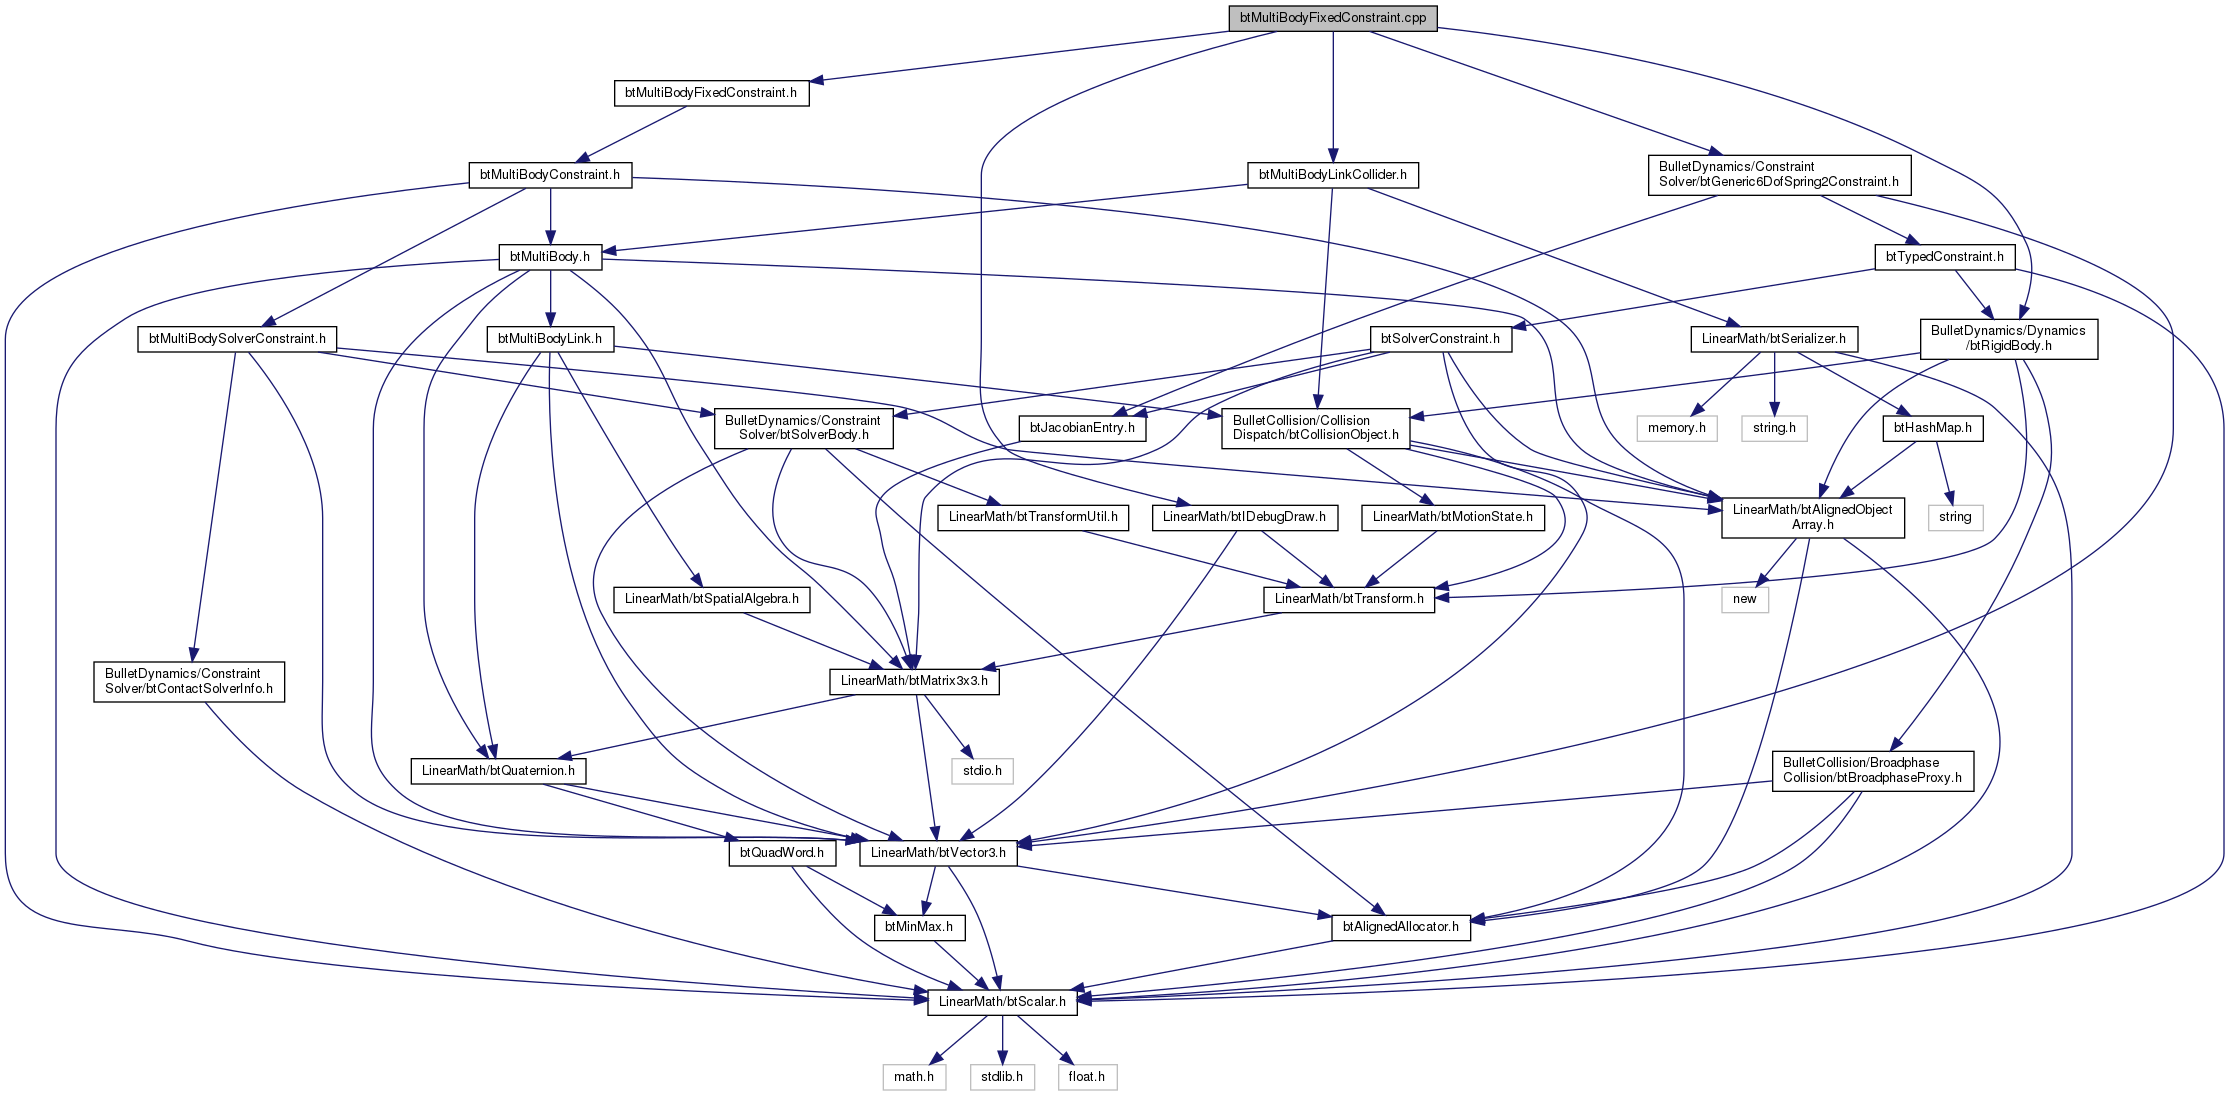 btMultiBodyFixedConstraint.cpp
btMultiBodyFixedConstraint.h
btMultiBodyConstraint.h
btMultiBodyLinkCollider.h
BulletDynamics/Constraint
Solver/btGeneric6DofSpring2Constraint.h
btMultiBody.h
btTypedConstraint.h
btMultiBodySolverConstraint.h
btMultiBodyLink.h
btSolverConstraint.h
LinearMath/btSerializer.h
BulletDynamics/Dynamics
/btRigidBody.h
BulletDynamics/Constraint
Solver/btSolverBody.h
btJacobianEntry.h
BulletCollision/Collision
Dispatch/btCollisionObject.h
memory.h
string.h
btHashMap.h
LinearMath/btTransformUtil.h
LinearMath/btIDebugDraw.h
LinearMath/btMotionState.h
LinearMath/btAlignedObject
Array.h
string
LinearMath/btSpatialAlgebra.h
LinearMath/btTransform.h
new
BulletDynamics/Constraint
Solver/btContactSolverInfo.h
LinearMath/btMatrix3x3.h
LinearMath/btQuaternion.h
stdio.h
BulletCollision/Broadphase
Collision/btBroadphaseProxy.h
btQuadWord.h
LinearMath/btVector3.h
btMinMax.h
btAlignedAllocator.h
LinearMath/btScalar.h
math.h
stdlib.h
float.h